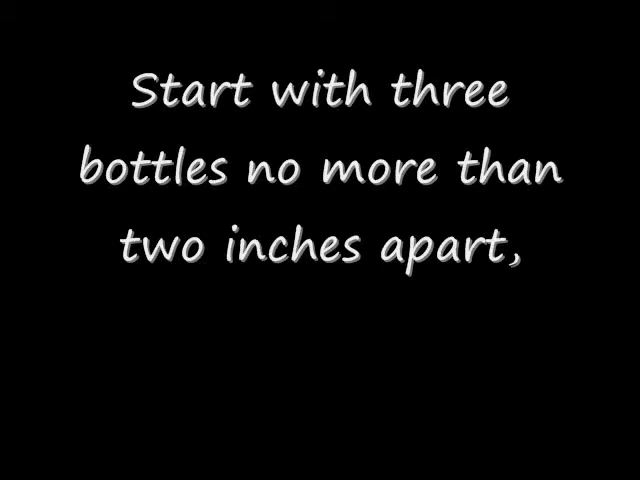 Start with three
bottles no more than
two inches apart,